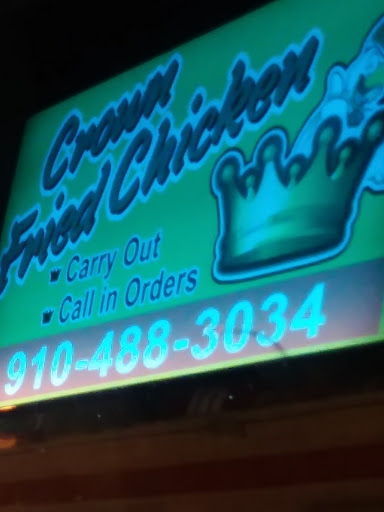 Crown
Fried Chicken
Carry Out
Call in Orders
910-488-3034